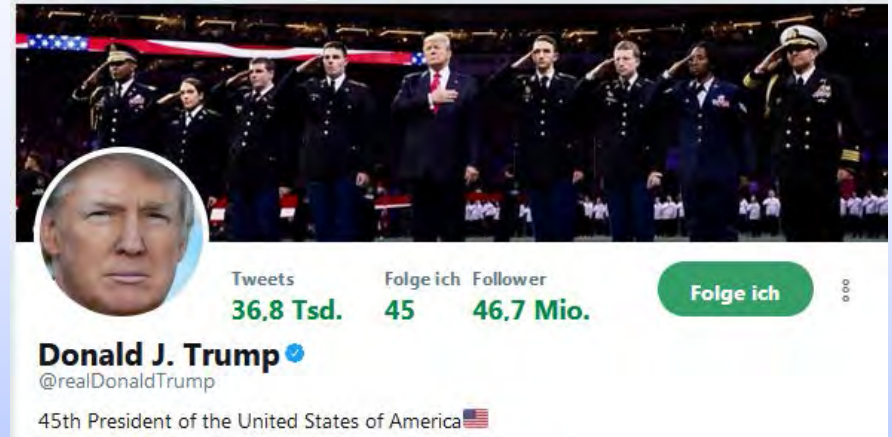 Tweets Folge ich Follower
36,8 Tsd. 45 46,7 Mio.
Folge ich
Donald J. Trump
@realDonaldTrump
45th President of the United States of America🇺🇸